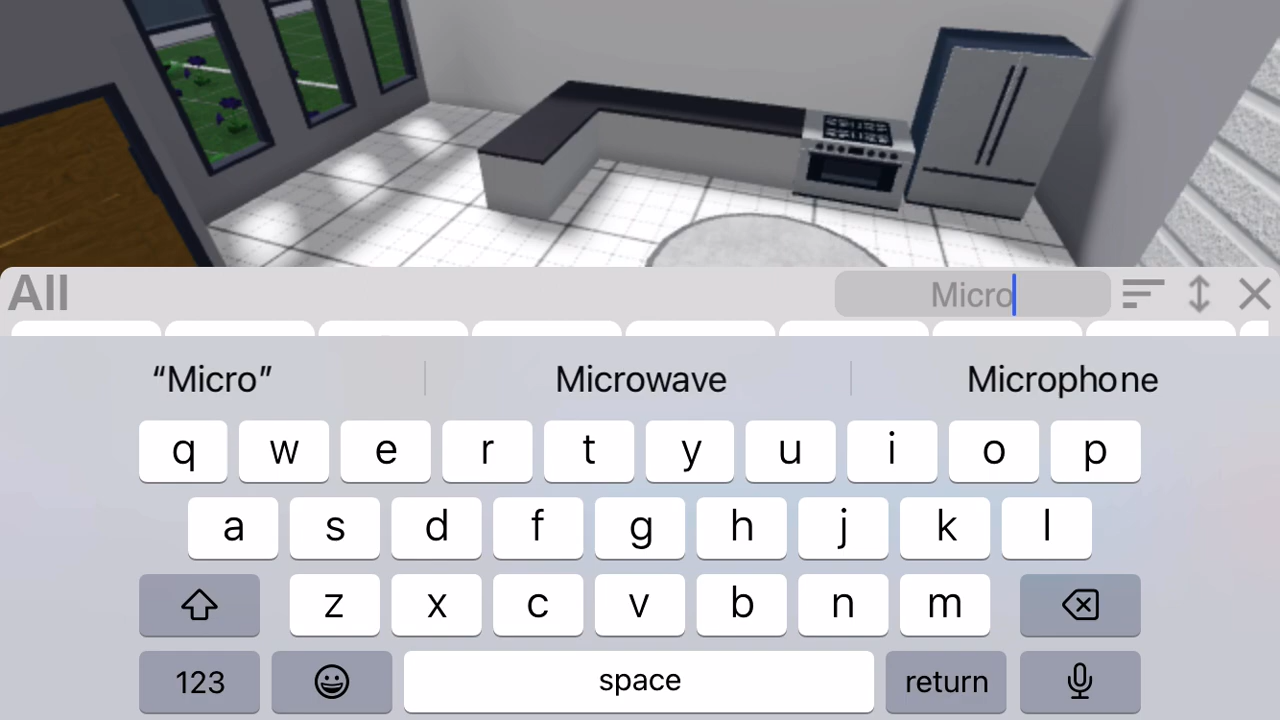 All
Micro
“Micro” Microwave Microphone
q w e r t y u i o p
a s d f g h j k l
z x c v b n m
123 space return